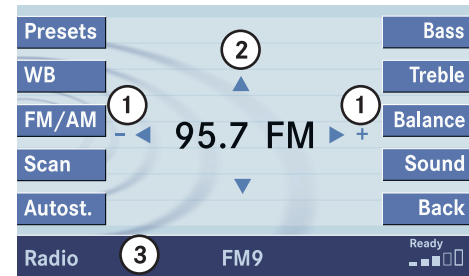 Presets
Bass
2
WB
Treble
1
1
FM/AM
- 95.7 FM +
Balance
Scan
Sound
Autost.
Back
Radio
3
FM9
Ready